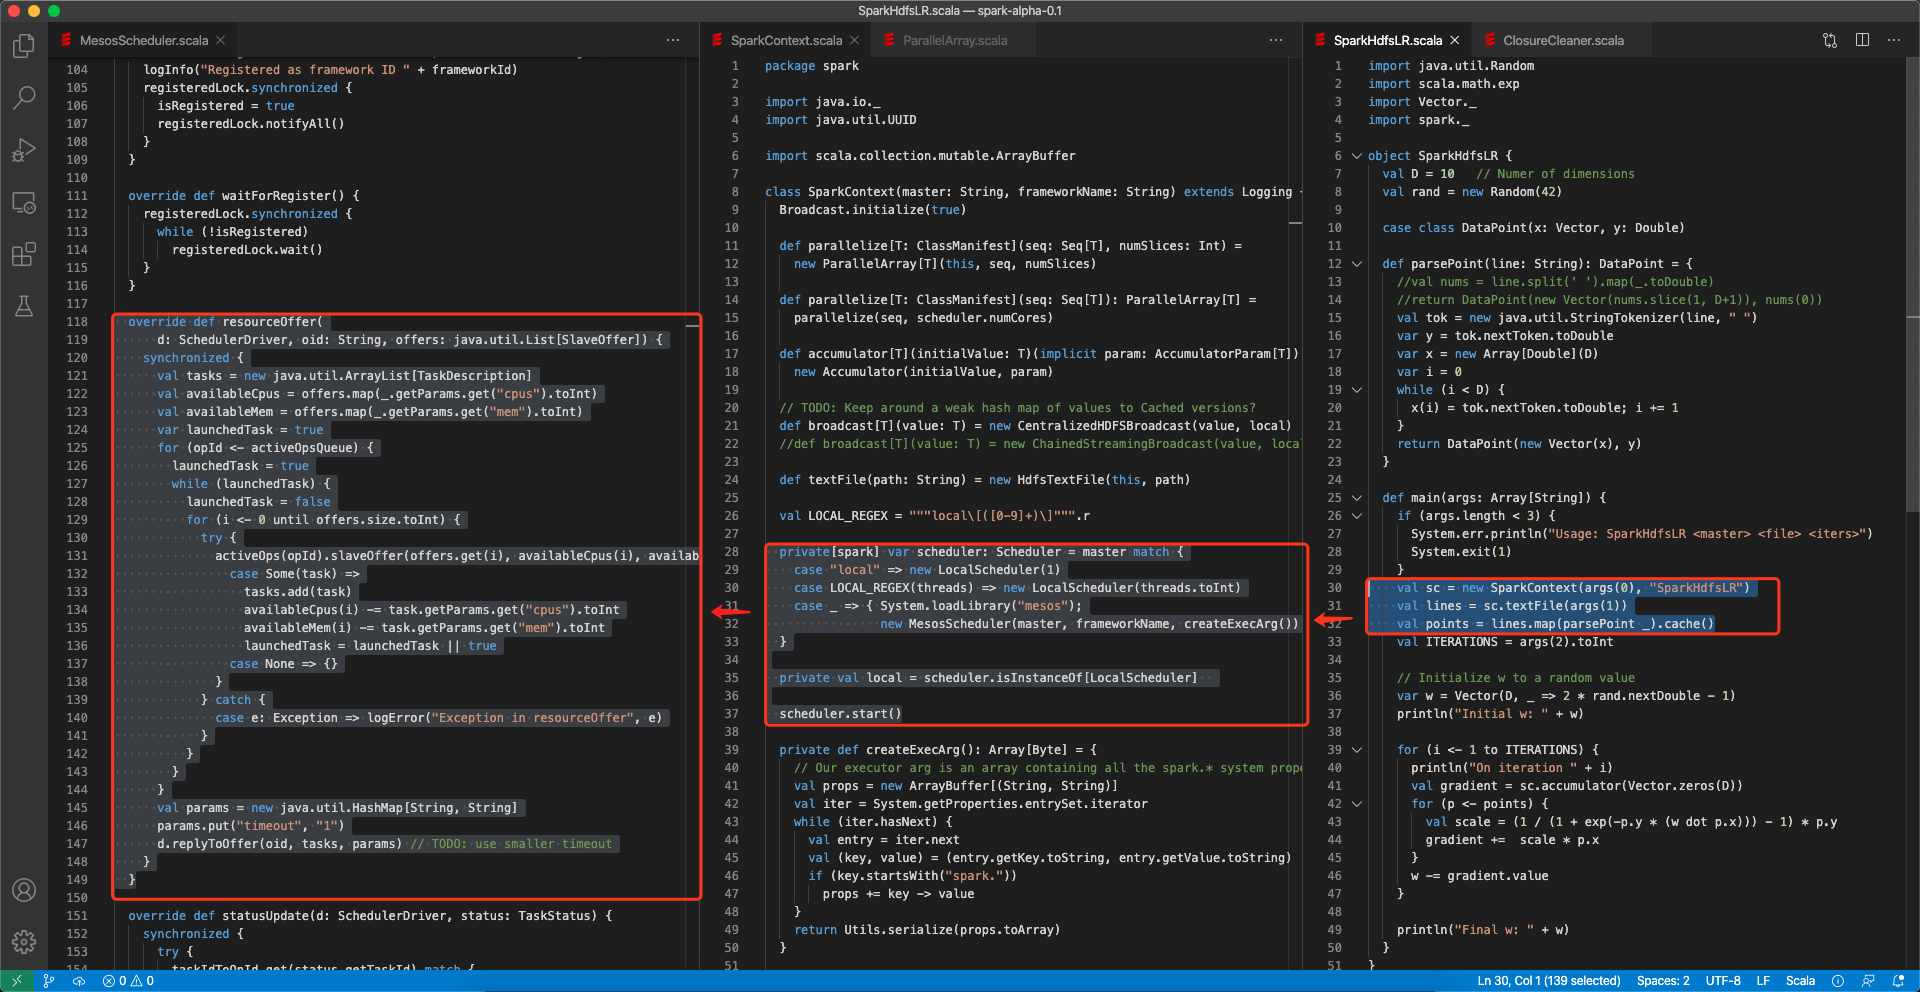 SparkHdfsLR.scala — spark-alpha-0.1
MesosScheduler.scala
104 logInfo("Registered as framework ID " + frameworkId)
105 registeredLock.synchronized {
106 isRegistered = true
107 registeredLock.notifyAll()
108 }
109 }
110
111 override def waitForRegister() {
112 registeredLock.synchronized {
113 while (!isRegistered)
114 registeredLock.wait()
115 }
116 }
117
118 override def resourceOffer(
119 d: SchedulerDriver, oid: String, offers: java.util.List[SlaveOffer]) {
120 synchronized {
121 val tasks = new java.util.ArrayList[TaskDescription]
122 val availableCpus = offers.map(_.getParams.get("cpus").toInt)
123 val availableMem = offers.map(_.getParams.get("mem").toInt)
124 var launchedTask = true
125 for (opId <- activeOpsQueue) {
126 launchedTask = true
127 while (launchedTask) {
128 launchedTask = false
129 for (i <- 0 until offers.size.toInt) {
130 try {
131 activeOps(opId).slaveOffer(offers.get(i), availableCpus(i), availab
132 case Some(task) =>
133 tasks.add(task)
134 availableCpu(i) -= task.getParams.get("cpus").toInt
135 availableMem(i) -= task.getParams.get("mem").toInt
136 launchedTask = launchedTask || true
137 case None => {}
138 }
139 } catch {
140 case e: Exception => logError("Exception in resourceOffer", e)
141 }
142 }
143 }
144 }
145 val params = new java.util.HashMap[String, String]
146 params.put("timeout", "1")
147 d.replyToOffer(oid, tasks, params) // TODO: use smaller timeout
148 }
149 }
150
151 override def statusUpdate(d: SchedulerDriver, status: TaskStatus) {
152 synchronized {
153 try {
154 taskIdToOpId.get(status.getTaskId) match {
SparkContext.scala
ParallelArray.scala
1 package spark
2
3 import java.io._
4 import java.util.UUID
5
6 import scala.collection.mutable.ArrayBuffer
7
8 class SparkContext(master: String, frameworkName: String) extends Logging
9 Broadcast.initialize(true)
10
11 def parallelize[T: ClassManifest](seq: Seq[T], numSlices: Int) =
12 new ParallelArray[T](this, seq, numSlices)
13
14 def parallelize[T: ClassManifest](seq: Seq[T]): ParallelArray[T] =
15 parallelize(seq, scheduler.numCores)
16
17 def accumulator[T](initialValue: T)(implicit param: AccumulatorParam[T])
18 new Accumulator(initialValue, param)
19
20 // TODO: Keep around a weak hash map of values to Cached versions?
21 def broadcast[T](value: T) = new CentralizedHDFSBroadcast(value, local)
22 //def broadcast[T](value: T) = new ChainedStreamingBroadcast(value, loca
23
24 def textFile(path: String) = new HdfsTextFile(this, path)
25
26 val LOCAL_REGEX = """local\[([0-9]+)\]""".r
27
28 private[spark] var scheduler: Scheduler = master match {
29 case "local" => new LocalScheduler(1)
30 case LOCAL_REGEX(threads) => new LocalScheduler(threads.toInt)
31 case _ => { System.loadLibrary("mesos");
32 new MesosScheduler(master, frameworkName, createExecArg())
33 }
34
35 private val local = scheduler.isInstanceOf[LocalScheduler]
36
37 scheduler.start()
38
39 private def createExecArg(): Array[Byte] = {
40 // Our executor arg is an array containing all the spark.* system prope
41 val props = new ArrayBuffer[(String, String)]
42 val iter = System.getProperties.entrySet.iterator
43 while (iter.hasNext) {
44 val entry = iter.next
45 val (key, value) = (entry.getKey.toString, entry.getValue.toString)
46 if (key.startsWith("spark."))
47 props += key -> value
48 }
49 return Utils.serialize(props.toArray)
50 }
51
SparkHdfsLR.scala
ClosureCleaner.scala
1 import java.util.Random
2 import scala.math.exp
3 import Vector._
4 import spark._
5
6 object SparkHdfsLR {
7 val D = 10 // Numer of dimensions
8 val rand = new Random(42)
9
10 case class DataPoint(x: Vector, y: Double)
11
12 def parsePoint(line: String): DataPoint = {
13 //val nums = line.split(' ').map(_.toDouble)
14 //return DataPoint(new Vector(nums.slice(1, D+1)), nums(0))
15 val tok = new java.util.StringTokenizer(line, " ")
16 var y = tok.nextToken.toDouble
17 var x = new Array[Double](D)
18 var i = 0
19 while (i < D) {
20 x(i) = tok.nextToken.toDouble; i += 1
21 }
22 return DataPoint(new Vector(x), y)
23 }
24
25 def main(args: Array[String]) {
26 if (args.length < 3) {
27 System.err.println("Usage: SparkHdfsLR <master> <file> <iters>")
28 System.exit(1)
29 }
30 val sc = new SparkContext(args(0), "SparkHdfsLR")
31 val lines = sc.textFile(args(1))
32 val points = lines.map(parsePoint _).cache()
33 val ITERATIONS = args(2).toInt
34
35 // Initialize w to a random value
36 var w = Vector(D, _ => 2 * rand.nextDouble - 1)
37 println("Initial w: " + w)
38
39 for (i <- 1 to ITERATIONS) {
40 println("On iteration " + i)
41 val gradient = sc.accumulator(Vector.zeros(D))
42 for (p <- points) {
43 val scale = (1 / (1 + exp(-p.y * (w dot p.x))) - 1) * p.y
44 gradient += scale * p.x
45 }
46 w -= gradient.value
47 }
48
49 println("Final w: " + w)
50 }
51 }
0 0
Ln 30, Col 1 (139 selected) Spaces: 2 UTF-8 LF Scala